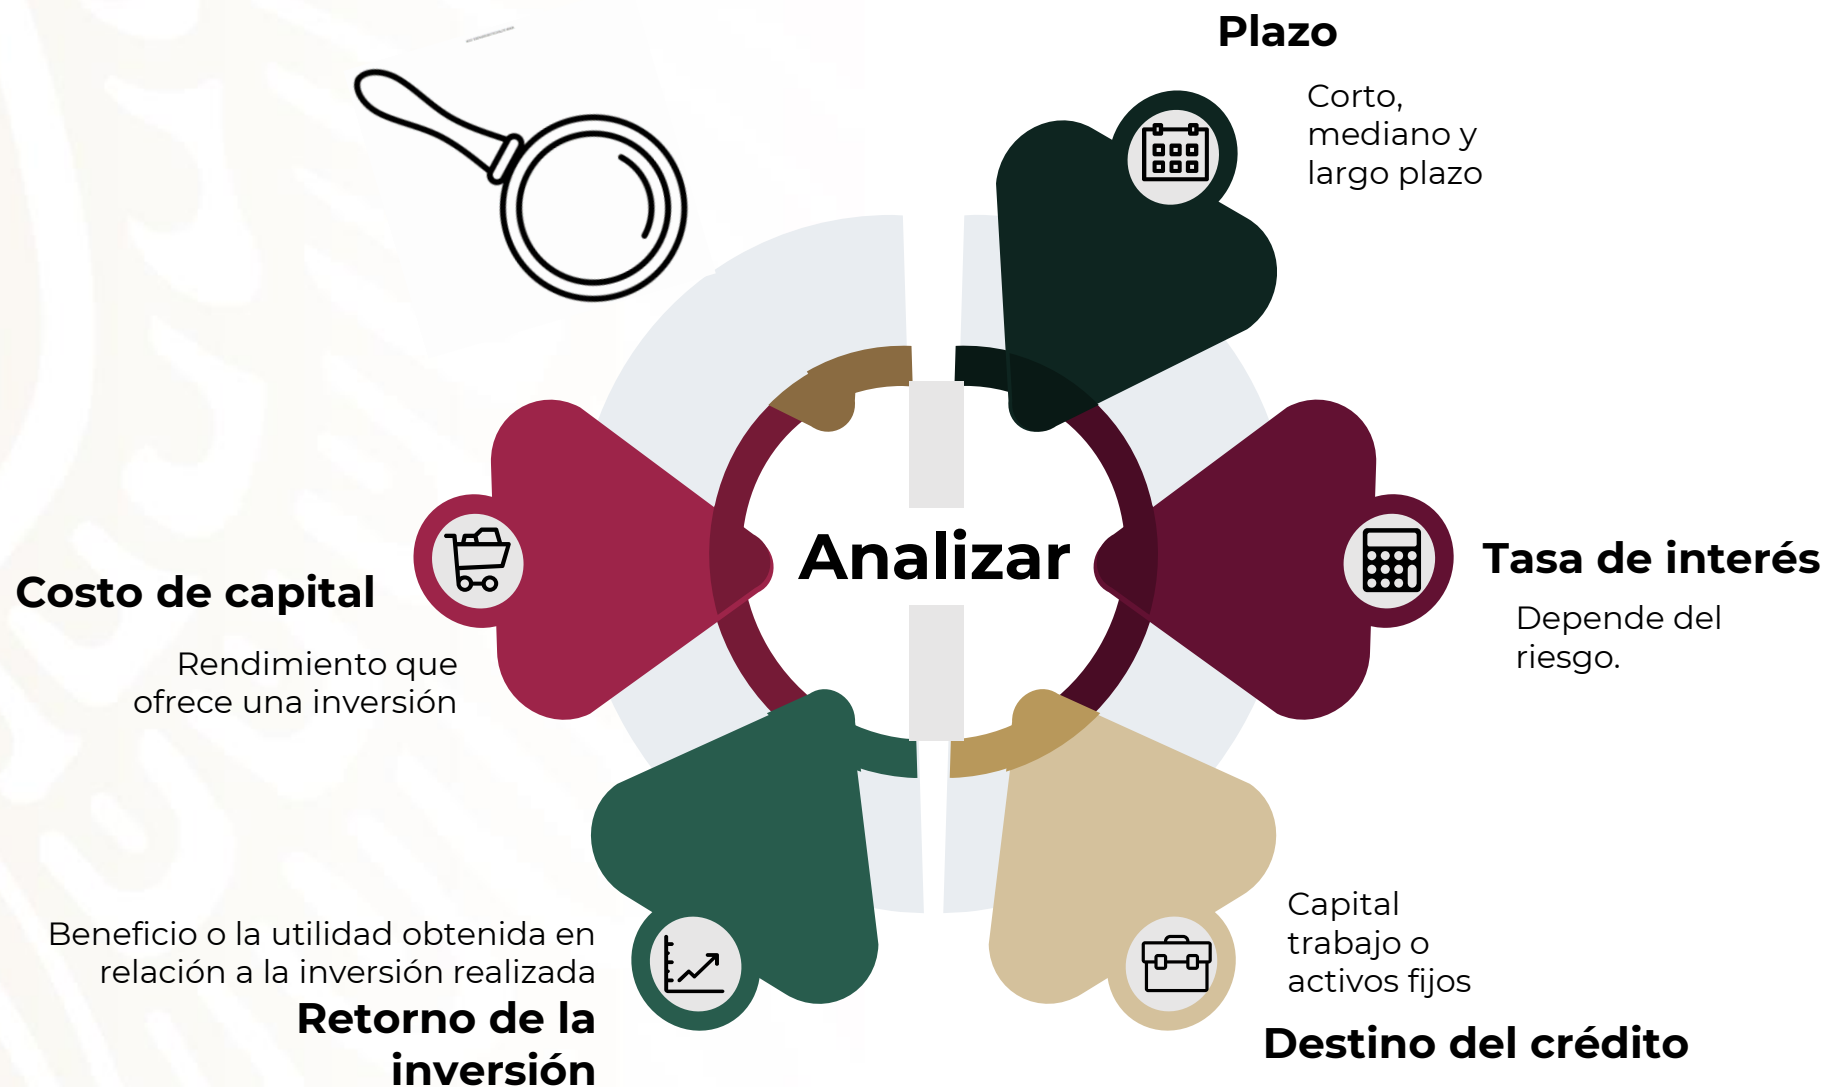 Plazo
Corto,
mediano y
largo plazo
Analizar
Tasa de interés
Depende del
riesgo.
Costo de capital
Rendimiento que
ofrece una inversión
Beneficio o la utilidad obtenida en
relación a la inversión realizada
Retorno de la
inversión
Capital
trabajo o
activos fijos
Destino del crédito